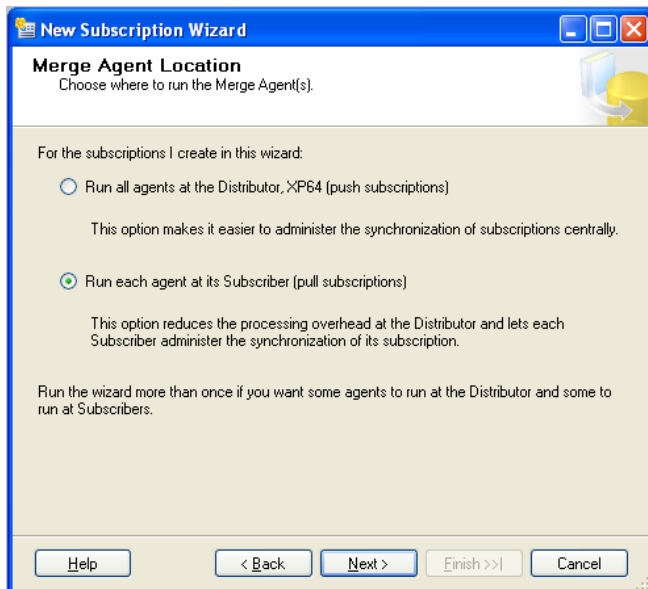 New Subscription Wizard
Merge Agent Location
Choose where to run the Merge Agent(s).
For the subscriptions I create in this wizard:
Run all agents at the Distributor, XP64 (push subscriptions)
This option makes it easier to administer the synchronization of subscriptions centrally.
Run each agent at its Subscriber (pull subscriptions)
This option reduces the processing overhead at the Distributor and lets each
Subscriber administer the synchronization of its subscription.
Run the wizard more than once if you want some agents to run at the Distributor and some to
run at Subscribers.
Help < Back Next > Finish >>| Cancel